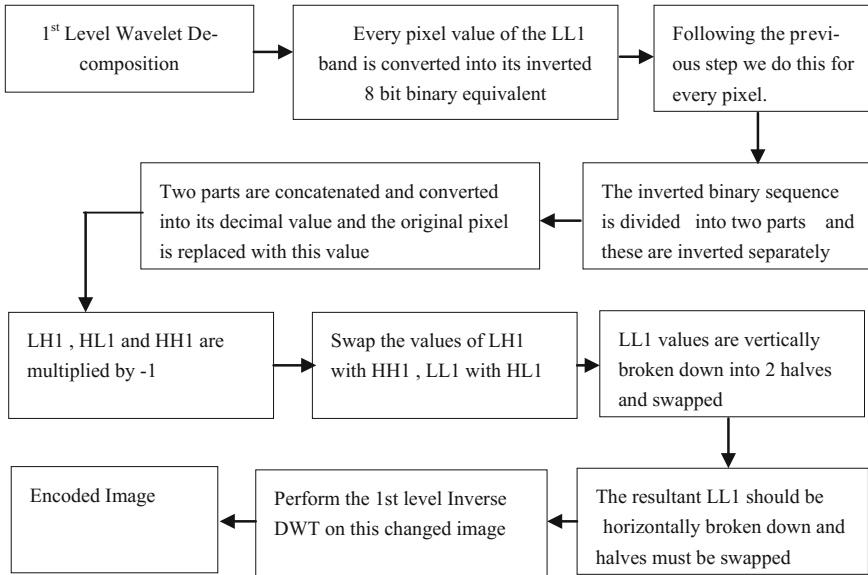 1st Level Wavelet De-
composition
Every pixel value of the LL1
band is converted into its inverted
8 bit binary equivalent
Following the previ-
ous step we do this for
every pixel.
The inverted binary sequence
is divided into two parts and
these are inverted separately
Two parts are concatenated and converted
into its decimal value and the original pixel
is replaced with this value
LH1 , HL1 and HH1 are
multiplied by -1
Swap the values of LH1
with HH1 , LL1 with HL1
LL1 values are vertically
broken down into 2 halves
and swapped
The resultant LL1 should be
horizontally broken down and
halves must be swapped
Perform the 1st level Inverse
DWT on this changed image
Encoded Image